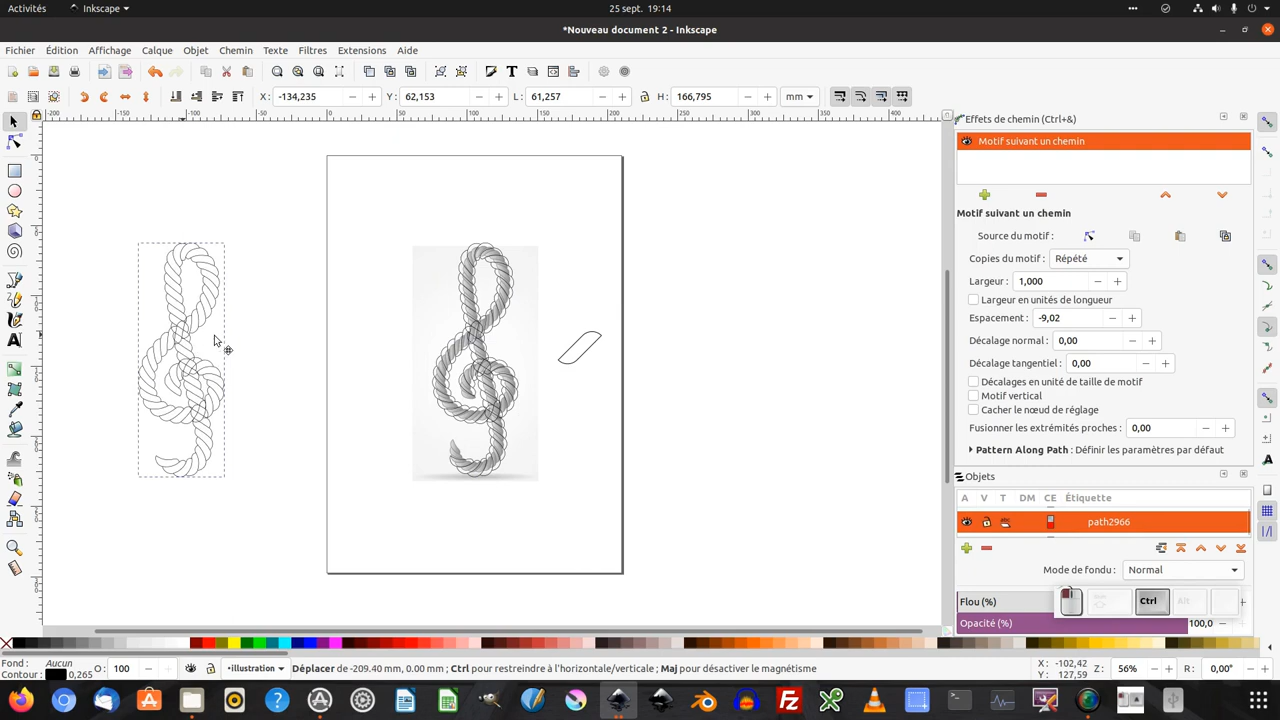 Activités
Inkscape
25 sept. 19:14
*Nouveau document 2 - Inkscape
Fichier Édition Affichage Calque Objet Chemin Texte Filtres Extensions Aide
X: -134,235 Y: 62,153 L: 61,257 H: 166,795 mm
Effets de chemin (Ctrl+&)
Motif suivant un chemin
Motif suivant un chemin
Source du motif :
Copies du motif : Répété
Largeur : 1,000
Largeur en unités de longueur
Espacement : -9,02
Décalage normal : 0,00
Décalage tangentiel : 0,00
Décalages en unité de taille de motif
Motif vertical
Cacher le nœud de réglage
Fusionner les extrémités proches : 0,00
Pattern Along Path : Définir les paramètres par défaut
Objets
A V T DM CE Étiquette
path2966
Mode de fondu : Normal
Flou (%)
Ctrl Alt
Opacité (%) 100,0
Fond : Aucun
Contour : 0,265
O: 100
illustration
Déplacer de -209.40 mm, 0.00 mm ; Ctrl pour restreindre à l'horizontale/verticale ; Maj pour désactiver le magnétisme
X: -102,42
Y: 127,59
Z: 56%
R: 0,00°